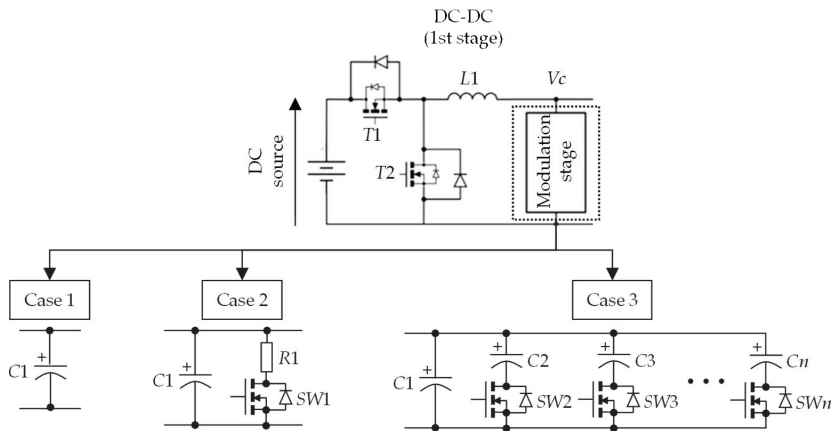 DC-DC
(1st stage)
L1
Vc
T1
DC
source
T2
Modulation
stage
Case 1
Case 2
Case 3
C1
C1
R1
SW1
C1
C2
SW2
C3
SW3
Cn
SWn